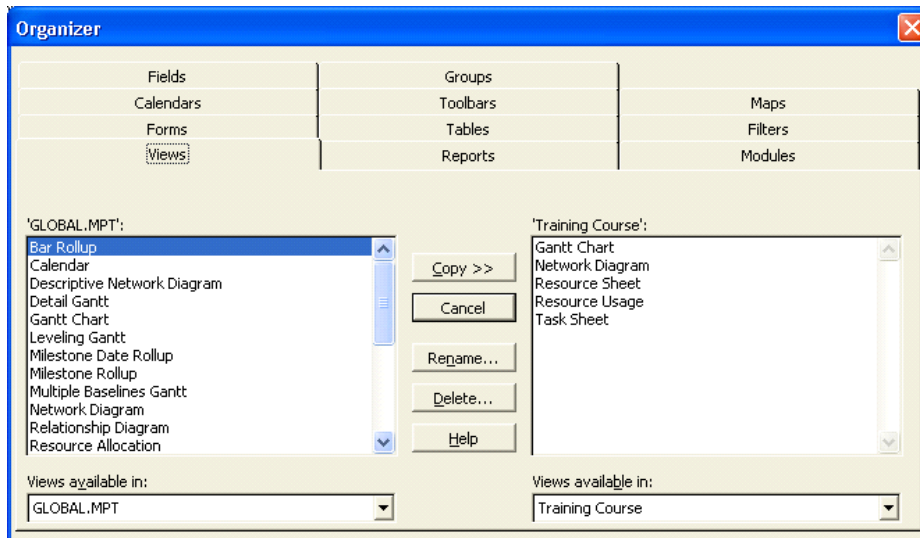 Organizer
Fields Groups
Calendars Toolbars Maps
Forms Tables Filters
Views Reports Modules
'GLOBAL.MPT': 'Training Course':
Bar Rollup
Calendar
Descriptive Network Diagram
Detail Gantt
Gantt Chart
Leveling Gantt
Milestone Date Rollup
Milestone Rollup
Multiple Baselines Gantt
Network Diagram
Relationship Diagram
Resource Allocation
Copy >>
Cancel
Rename...
Delete...
Help
Gantt Chart
Network Diagram
Resource Sheet
Resource Usage
Task Sheet
Views available in: Views available in:
GLOBAL.MPT Training Course